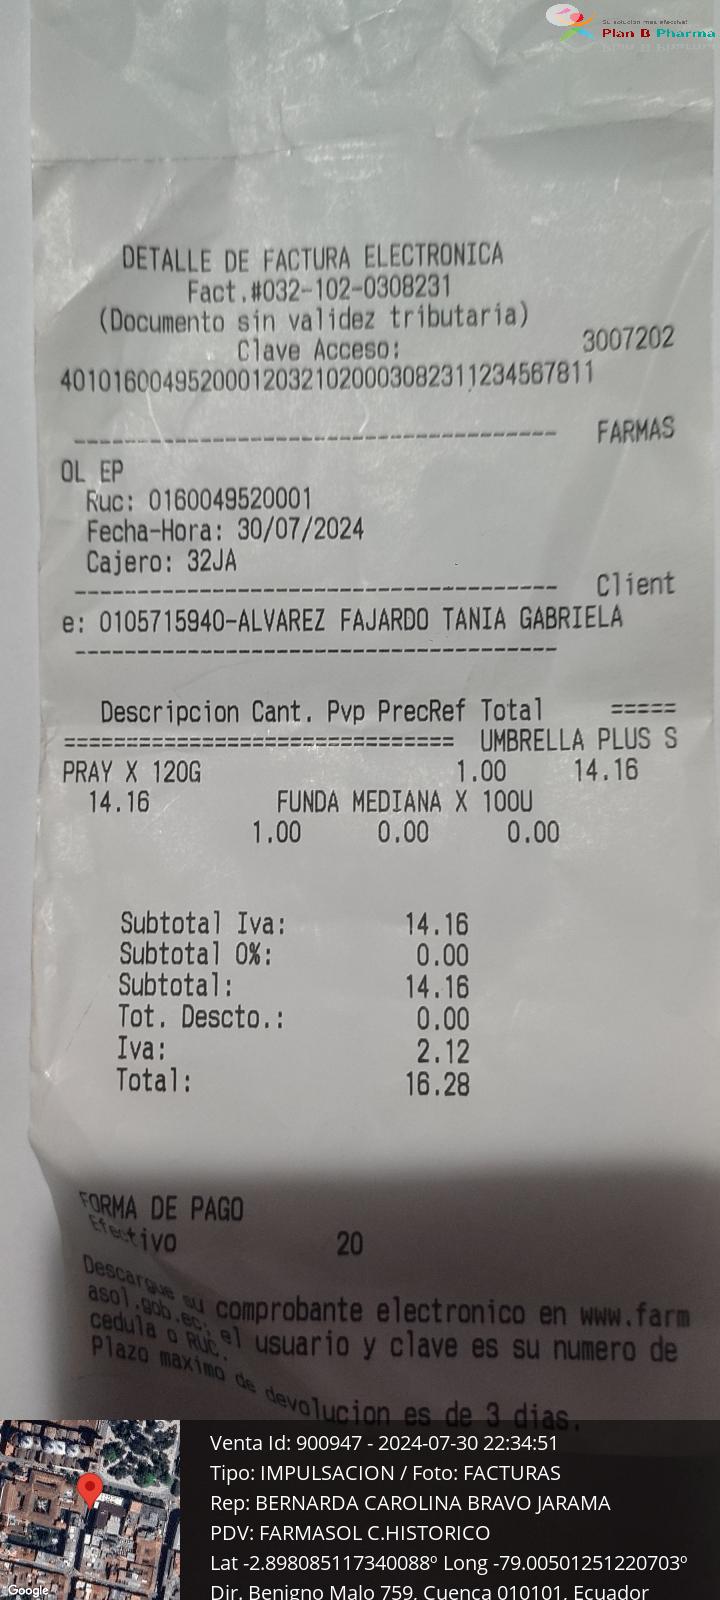 Su solucion mas efectiva!
Plan B Pharma
DETALLE DE FACTURA ELECTRONICA
Fact.#032-102-0308231
(Documento sin validez tributaria)
Clave Acceso: 3007202
401016004952000120321020003082311234567811
---------------------------------------- FARMAS
OL EP
Ruc: 0160049520001
Fecha-Hora: 30/07/2024
Cajero: 32JA
---------------------------------------- Client
e: 0105715940-ALVAREZ FAJARDO TANIA GABRIELA
----------------------------------------
Descripcion Cant. Pvp PrecRef Total =====
================================ UMBRELLA PLUS S
PRAY X 120G 1.00 14.16
14.16 FUNDA MEDIANA X 100U
1.00 0.00 0.00
Subtotal Iva: 14.16
Subtotal 0%: 0.00
Subtotal: 14.16
Tot. Descto.: 0.00
Iva: 2.12
Total: 16.28
FORMA DE PAGO
Efectivo 20
Descargue su comprobante electronico en www.farm
asol.gob.ec, el usuario y clave es su numero de
cedula o RUC.
Plazo maximo de devolucion es de 3 dias.
Venta Id: 900947 - 2024-07-30 22:34:51
Tipo: IMPULSACION / Foto: FACTURAS
Rep: BERNARDA CAROLINA BRAVO JARAMA
PDV: FARMASOL C.HISTORICO
Lat -2.898085117340088º Long -79.00501251220703º
Dir. Benigno Malo 759, Cuenca 010101, Ecuador
Google